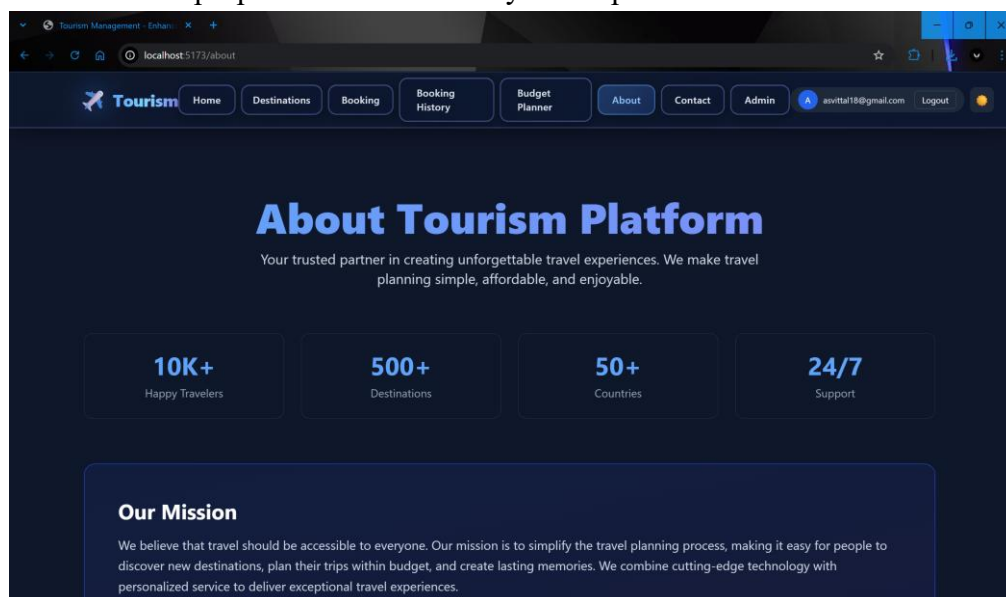 Tourism Management - Enhan
localhost:5173/about
Tourism
Home
Destinations
Booking
Booking
History
Budget
Planner
About
Contact
Admin
A
asvittal18@gmail.com
Logout
About Tourism Platform
Your trusted partner in creating unforgettable travel experiences. We make travel
planning simple, affordable, and enjoyable.
10K+
Happy Travelers
500+
Destinations
50+
Countries
24/7
Support
Our Mission
We believe that travel should be accessible to everyone. Our mission is to simplify the travel planning process, making it easy for people to
discover new destinations, plan their trips within budget, and create lasting memories. We combine cutting-edge technology with
personalized service to deliver exceptional travel experiences.